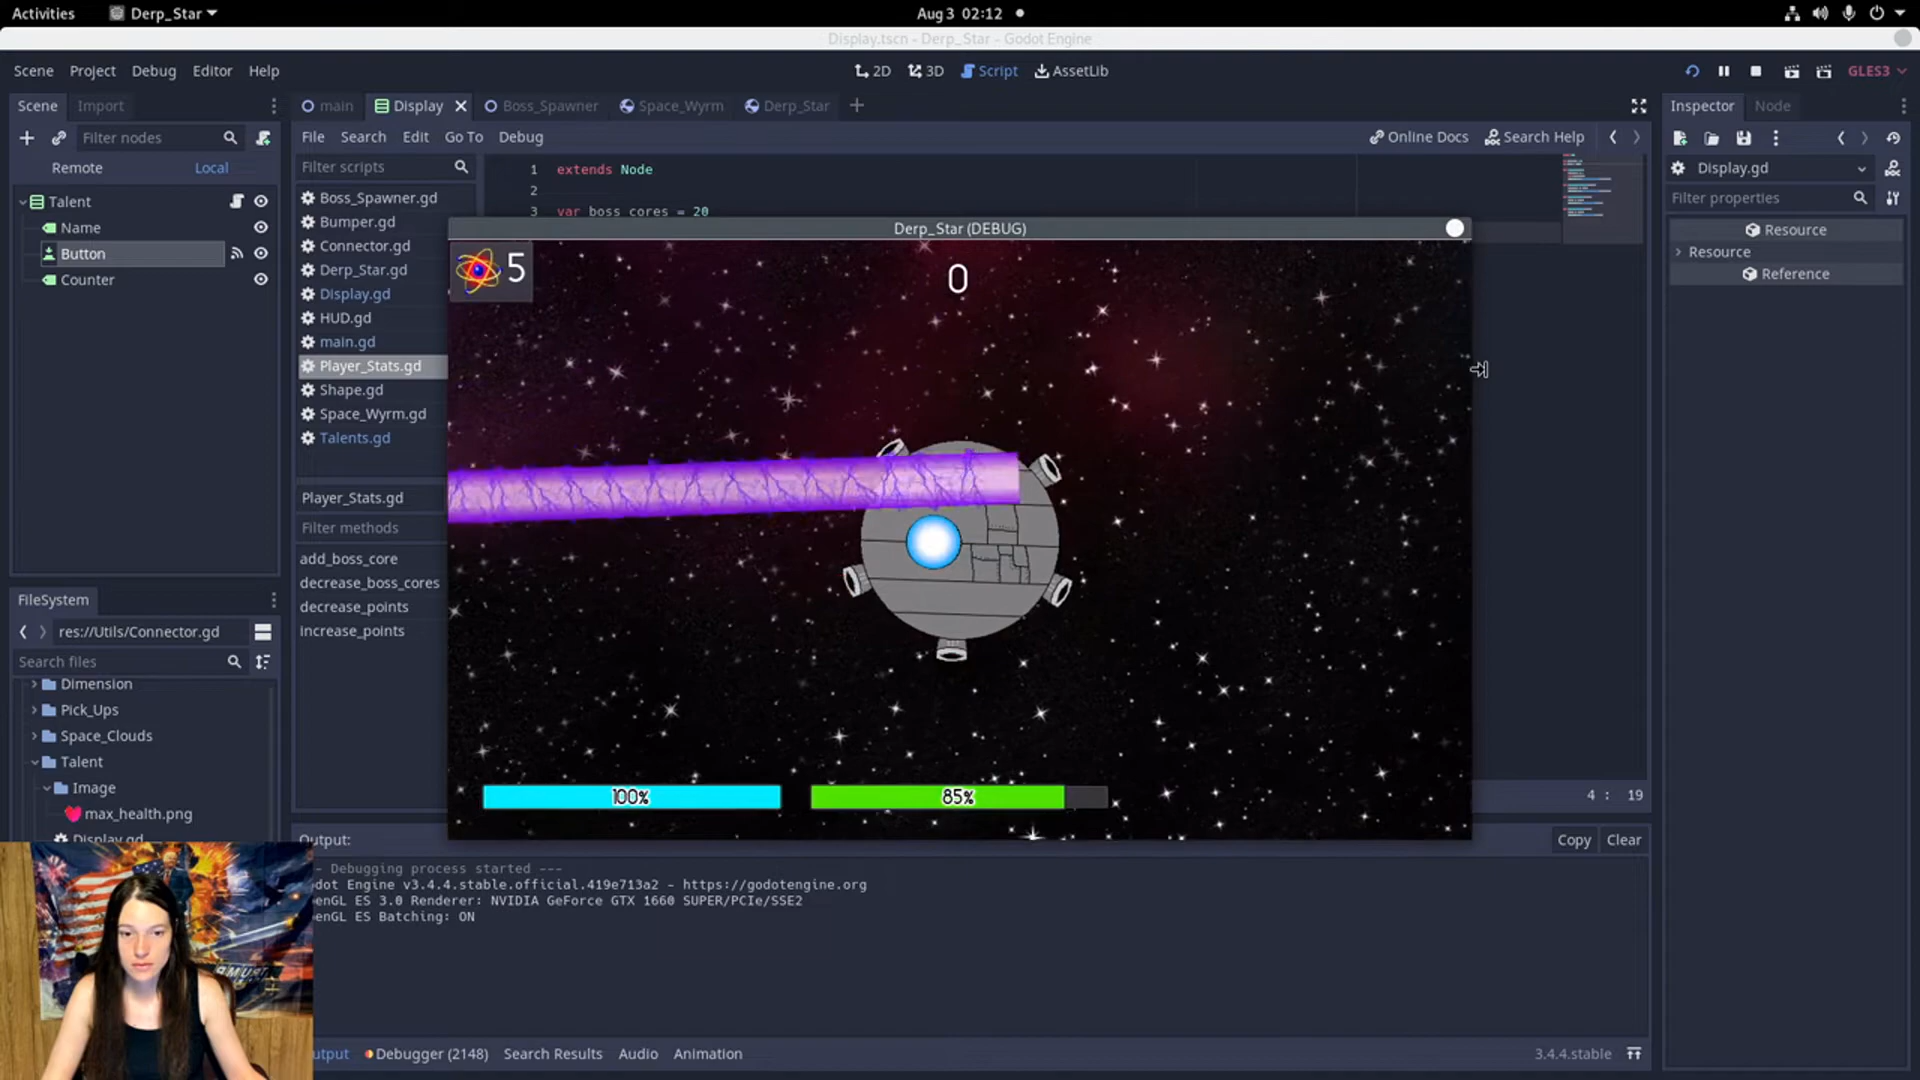 Activities Derp_Star Aug 3 02:12
Display.tscn - Derp_Star - Godot Engine
Scene Project Debug Editor Help 2D 3D Script AssetLib GLES3
Scene Import main Display Boss_Spawner Space_Wyrm Derp_Star Inspector Node
Filter nodes File Search Edit Go To Debug Online Docs Search Help
Remote Local Filter scripts 1 extends Node Display.gd
2
Talent Boss_Spawner.gd 3 var boss cores = 20 Filter properties
Name Bumper.gd Derp_Star (DEBUG) Resource
Button Connector.gd Resource
Counter Derp_Star.gd 5 0 Reference
Display.gd
HUD.gd
main.gd
Player_Stats.gd
Shape.gd
Space_Wyrm.gd
Talents.gd
Player_Stats.gd
Filter methods
add_boss_core
decrease_boss_cores
FileSystem decrease_points
res://Utils/Connector.gd increase_points
Search files
Dimension
Pick_Ups
Space_Clouds
Talent
Image 100% 85% 4 : 19
max_health.png
Display.gd Output: Copy Clear
- Debugging process started ---
odot Engine v3.4.4.stable.official.419e713a2 - https://godotengine.org
enGL ES 3.0 Renderer: NVIDIA GeForce GTX 1660 SUPER/PCIe/SSE2
enGL ES Batching: ON
utput Debugger (2148) Search Results Audio Animation 3.4.4.stable